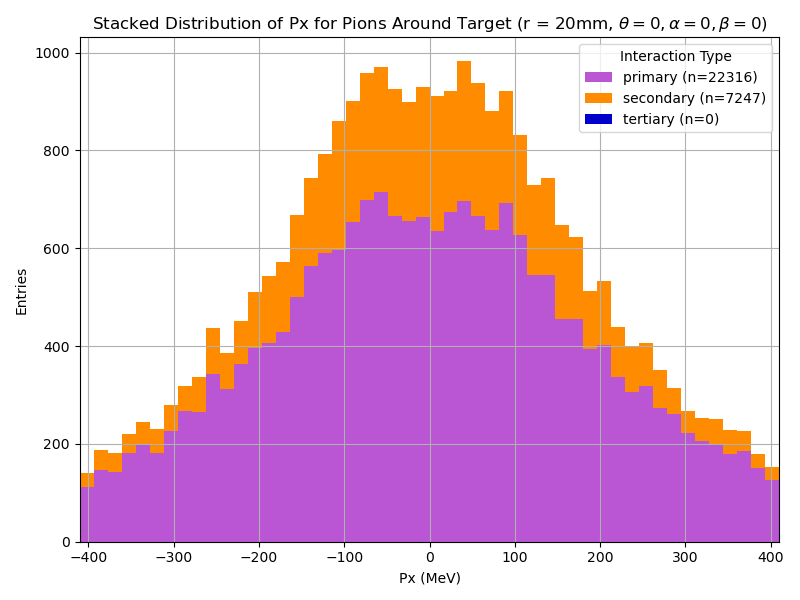 Stacked Distribution of Px for Pions Around Target (r = 20mm, θ = 0, α = 0, β = 0)
Interaction Type
primary (n=22316)
secondary (n=7247)
tertiary (n=0)
Entries
1000
800
600
400
200
0
−400 −300 −200 −100 0 100 200 300 400
Px (MeV)